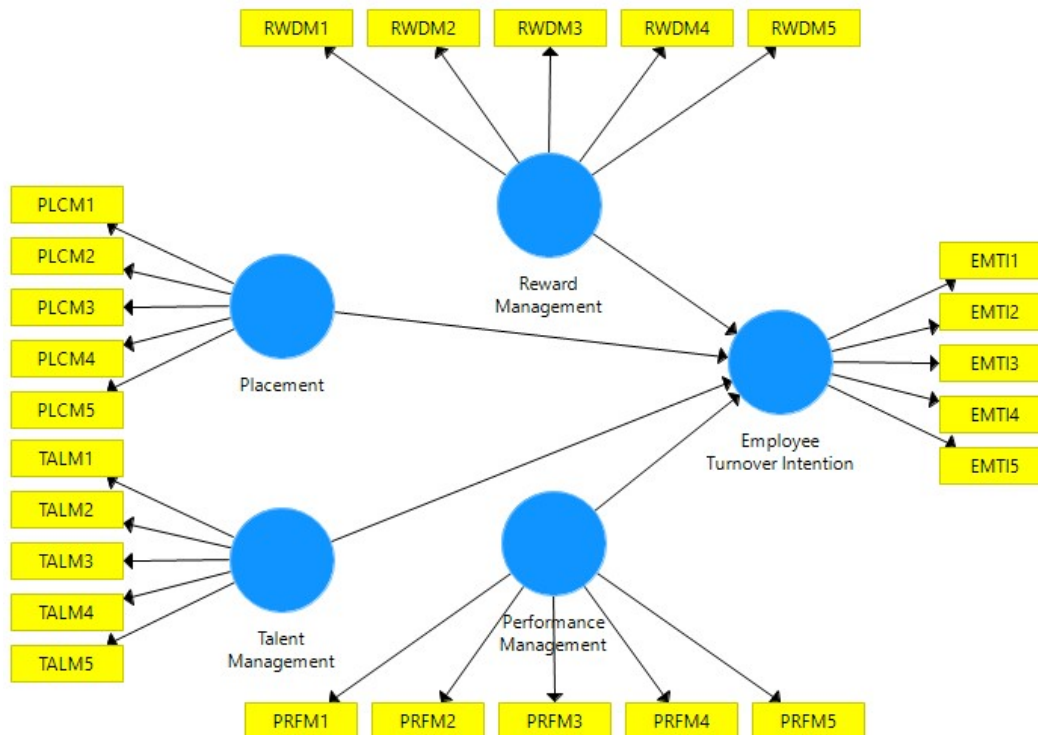 RWDM1
RWDM2
RWDM3
RWDM4
RWDM5
Reward
Management
PLCM1
PLCM2
PLCM3
PLCM4
PLCM5
Placement
EMTI1
EMTI2
EMTI3
EMTI4
EMTI5
Employee
Turnover Intention
TALM1
TALM2
TALM3
TALM4
TALM5
Talent
Management
Performance
Management
PRFM1
PRFM2
PRFM3
PRFM4
PRFM5